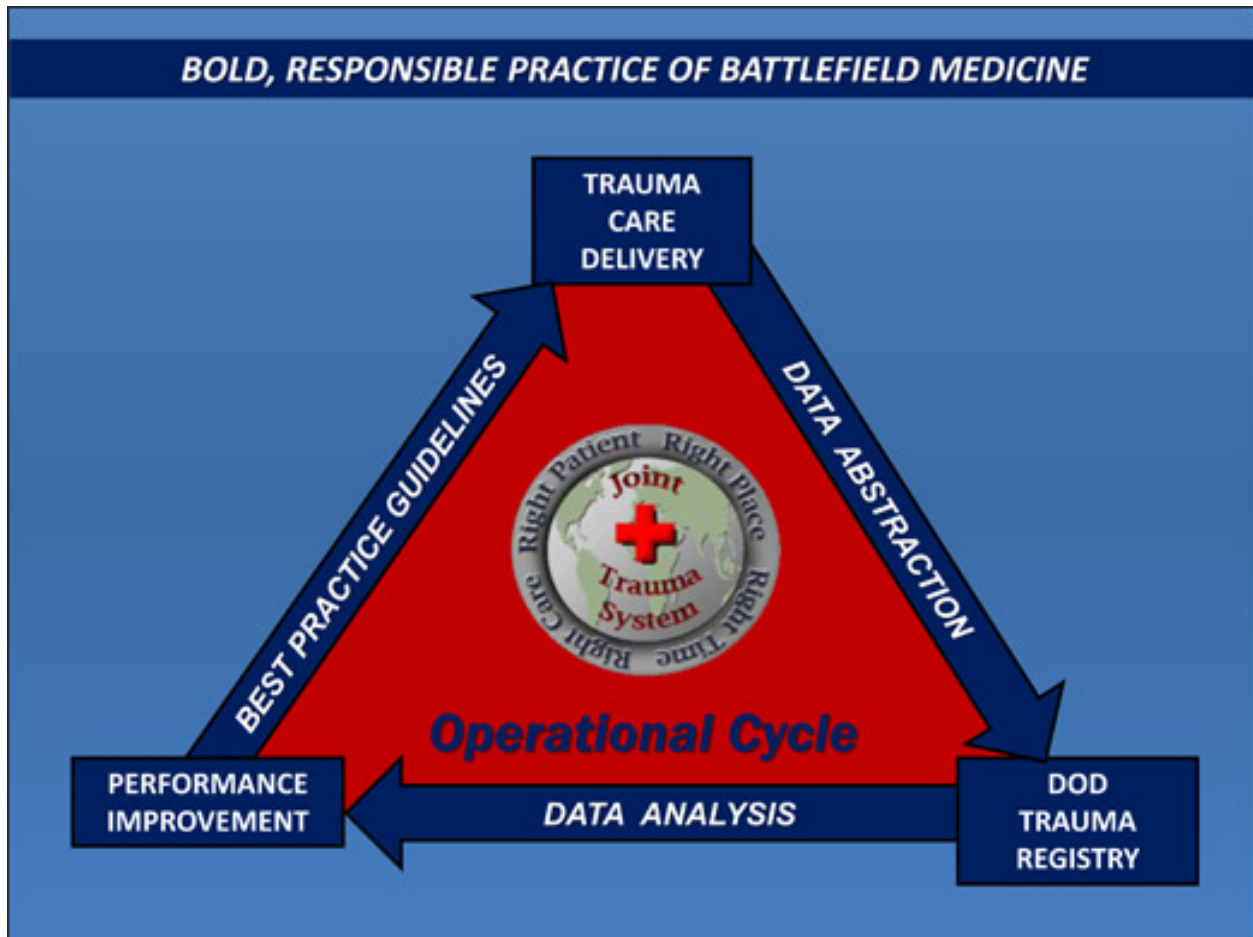 BOLD, RESPONSIBLE PRACTICE OF BATTLEFIELD MEDICINE
TRAUMA
CARE
DELIVERY
BEST PRACTICE GUIDELINES
DATA ABSTRACTION
Right Patient Right Place Right Time Right Care
Joint
Trauma
System
Operational Cycle
PERFORMANCE
IMPROVEMENT
DATA ANALYSIS
DOD
TRAUMA
REGISTRY